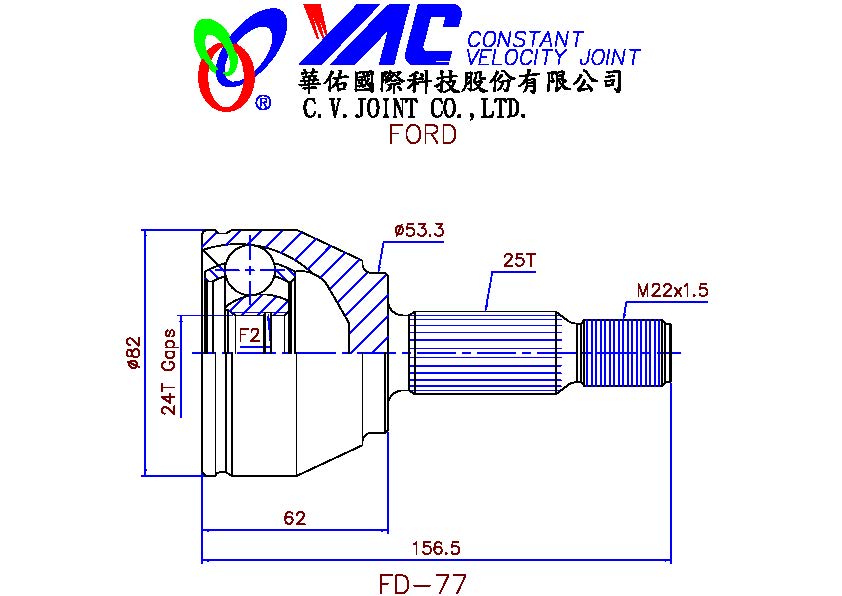 YAC CONSTANT
VELOCITY JOINT
華佑國際科技股份有限公司
®
C.V.JOINT CO.,LTD.
FORD
ø53.3
25T
M22x1.5
F2
ø82
24T Gaps
62
156.5
FD-77